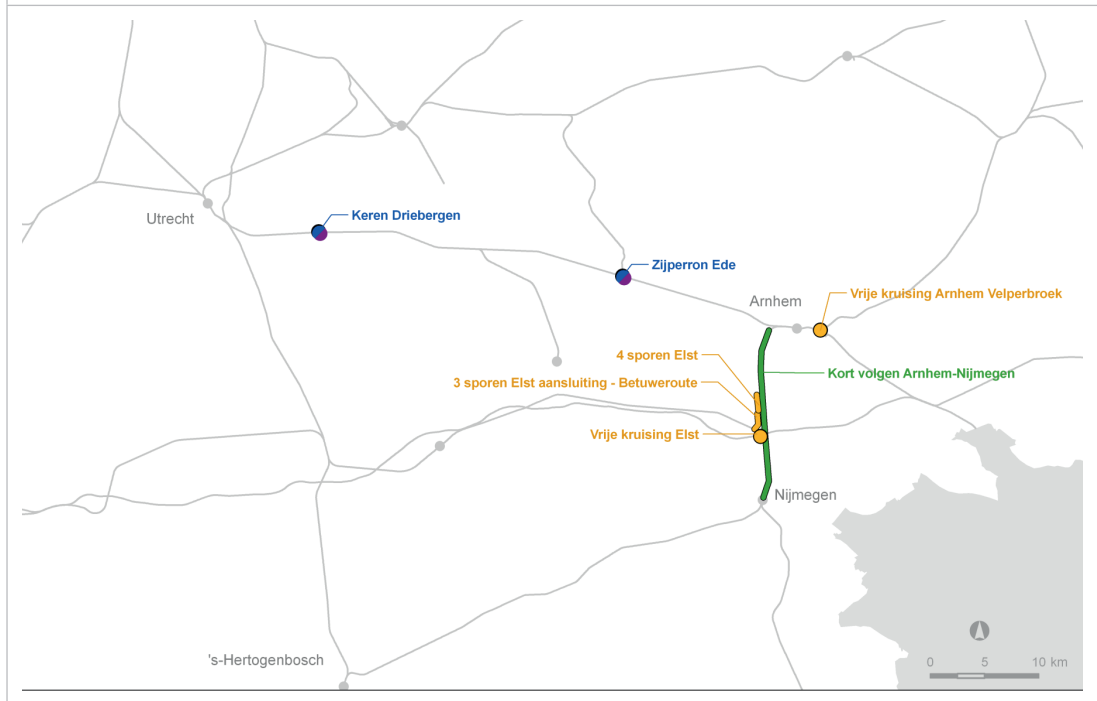 Utrecht
Keren Driebergen
Zijperron Ede
Arnhem
Vrije kruising Arnhem Velperbroek
4 sporen Elst
Kort volgen Arnhem-Nijmegen
3 sporen Elst aansluiting - Betuweroute
Vrije kruising Elst
Nijmegen
's-Hertogenbosch
0 5 10 km